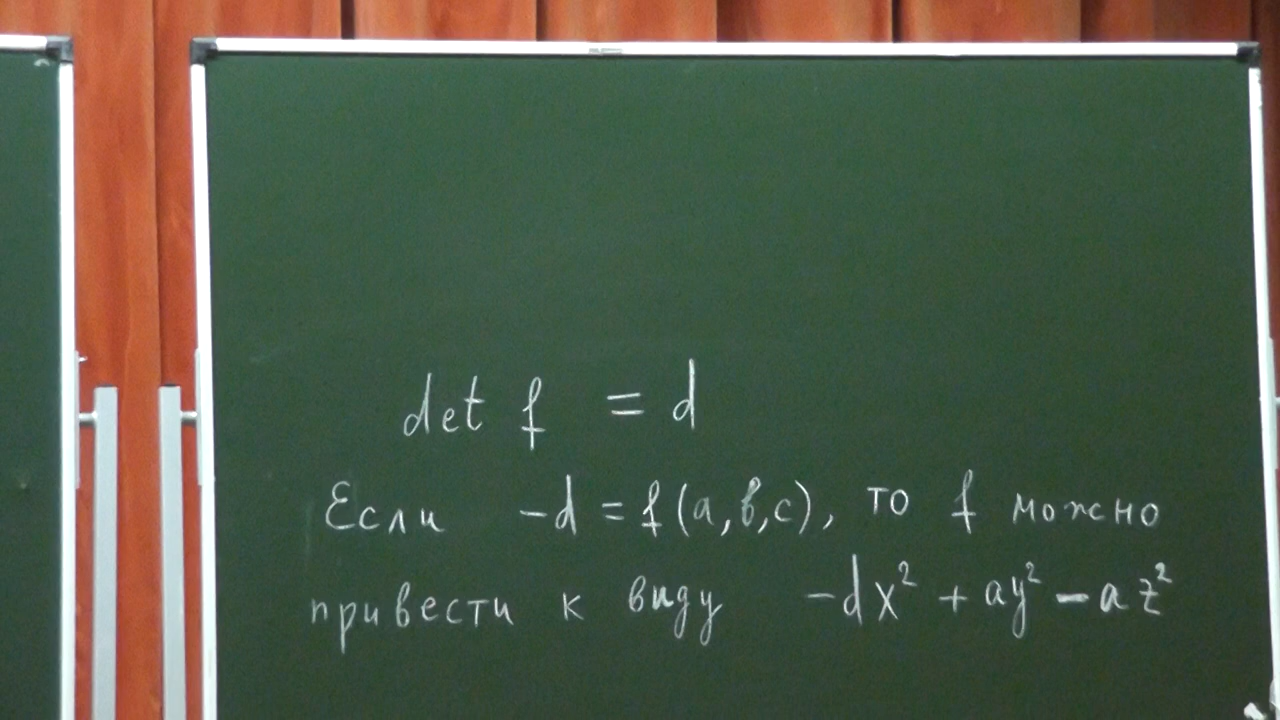 det f = d
Если -d = f(a,b,c), то f можно
привести к виду -dx² + ay² - az²